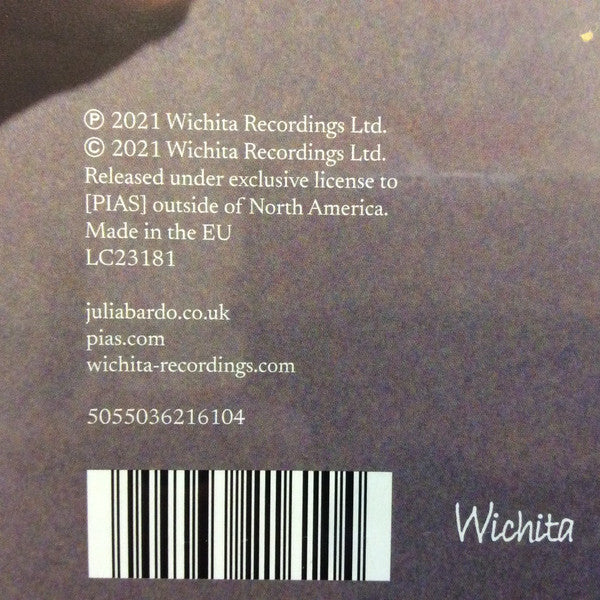 ℗ 2021 Wichita Recordings Ltd.
© 2021 Wichita Recordings Ltd.
Released under exclusive license to
[PIAS] outside of North America.
Made in the EU
LC23181
juliabardo.co.uk
pias.com
wichita-recordings.com
5055036216104
Wichita